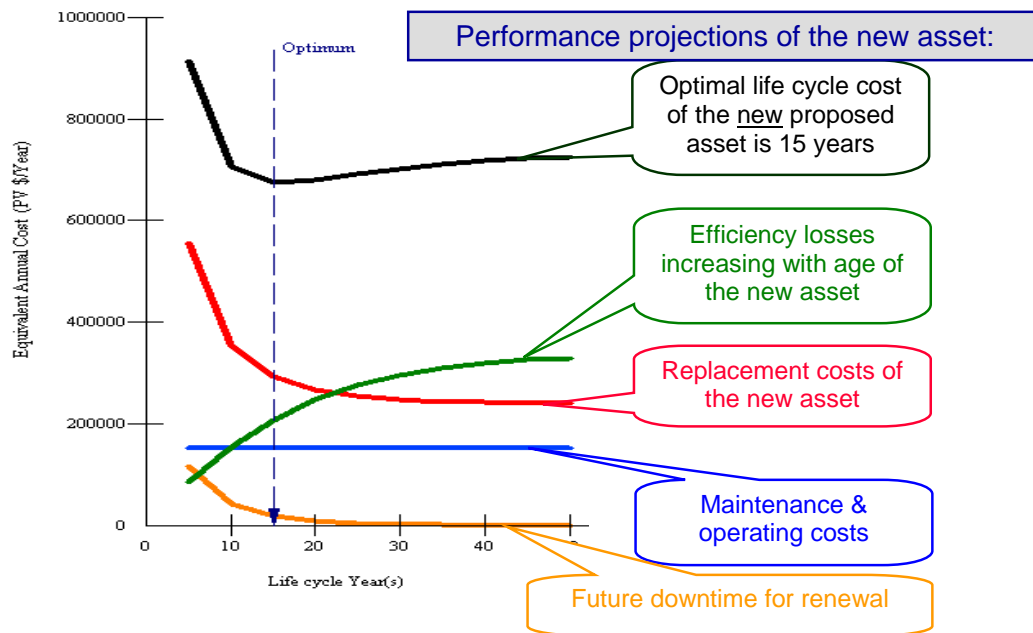 Performance projections of the new asset:
1000000
800000
600000
400000
200000
0
Equivalent Annual Cost (PV $/Year)
Optimum
Optimal life cycle cost
of the new proposed
asset is 15 years
Efficiency losses
increasing with age of
the new asset
Replacement costs of
the new asset
Maintenance &
operating costs
Future downtime for renewal
0 10 20 30 40
Life cycle Year(s)